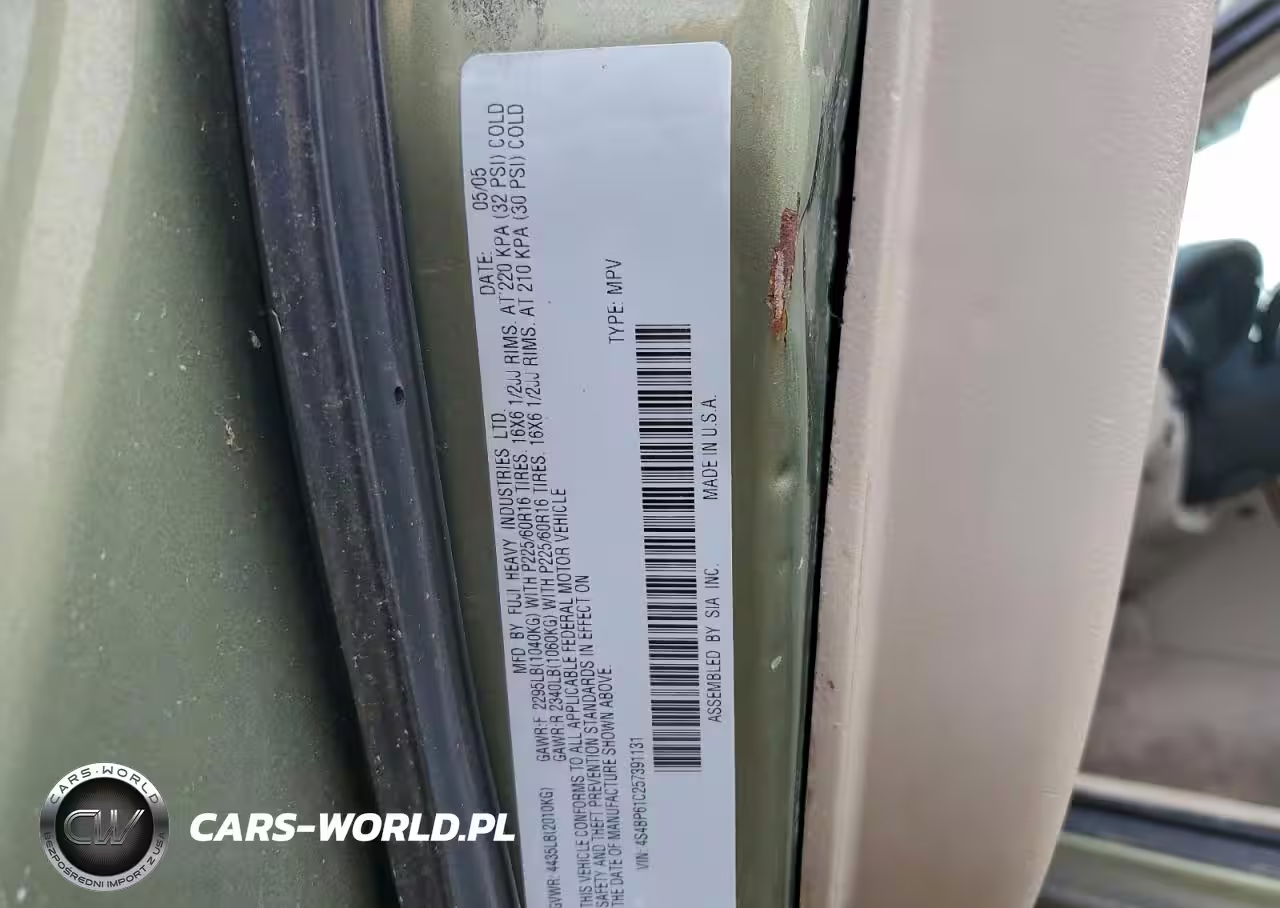 MFD BY FUJI HEAVY INDUSTRIES LTD. DATE: 05/05
GAWR:F 2295LB(1040KG) WITH P225/60R16 TIRES. 16X6 1/2JJ RIMS. AT 220 KPA (32 PSI) COLD
GVWR: 4435LB(2010KG) GAWR:R 2340LB(1060KG) WITH P225/60R16 TIRES. 16X6 1/2JJ RIMS. AT 210 KPA (30 PSI) COLD
THIS VEHICLE CONFORMS TO ALL APPLICABLE FEDERAL MOTOR VEHICLE
SAFETY AND THEFT PREVENTION STANDARDS IN EFFECT ON
THE DATE OF MANUFACTURE SHOWN ABOVE.
VIN: 4S4BP61C257391131 TYPE: MPV
ASSEMBLED BY SIA INC. MADE IN U.S.A.
CARS-WORLD
CW
BEZPOŚREDNI IMPORT Z USA
CARS-WORLD.PL